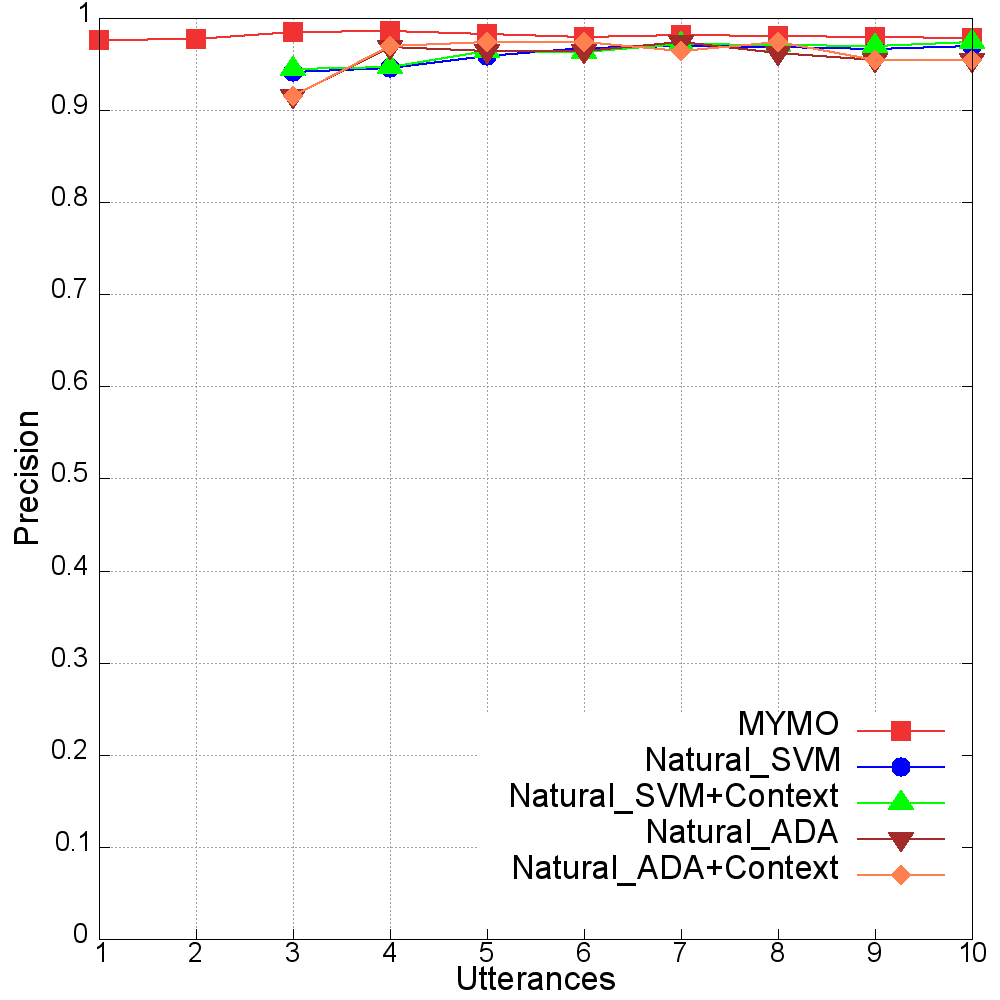 1
0.9
0.8
0.7
0.6
0.5
0.4
0.3
0.2
0.1
0
Precision
MYMO
Natural_SVM
Natural_SVM+Context
Natural_ADA
Natural_ADA+Context
1 2 3 4 5 6 7 8 9 10
Utterances